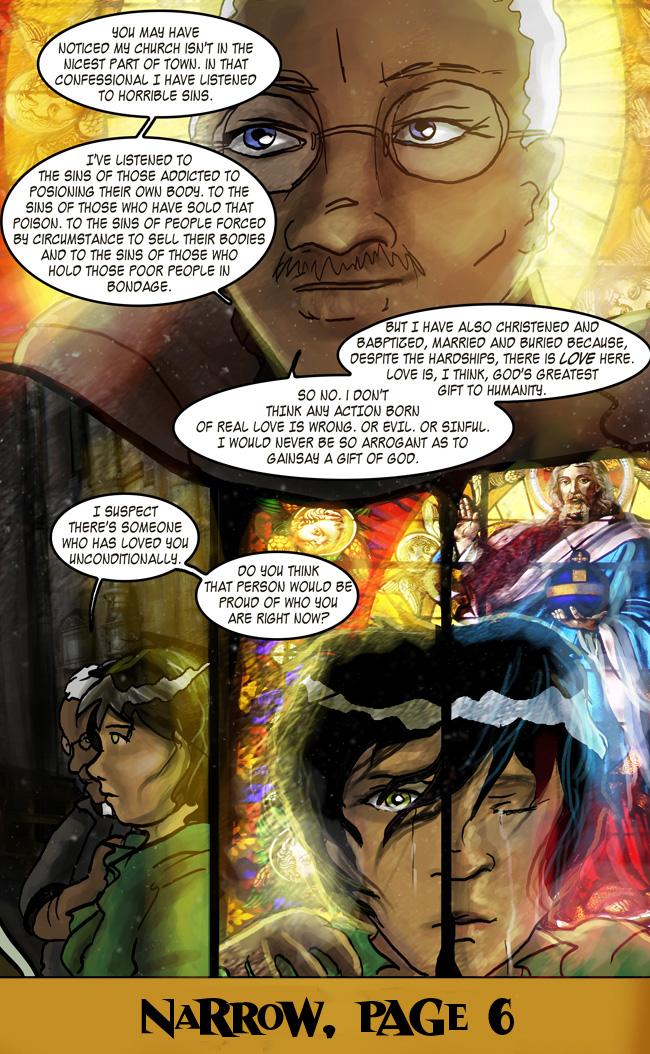 YOU MAY HAVE
NOTICED MY CHURCH ISN'T IN THE
NICEST PART OF TOWN. IN THAT
CONFESSIONAL I HAVE LISTENED
TO HORRIBLE SINS.
I'VE LISTENED TO
THE SINS OF THOSE ADDICTED TO
POSIONING THEIR OWN BODY. TO THE
SINS OF THOSE WHO HAVE SOLD THAT
POISON. TO THE SINS OF PEOPLE FORCED
BY CIRCUMSTANCE TO SELL THEIR BODIES
AND TO THE SINS OF THOSE WHO
HOLD THOSE POOR PEOPLE IN
BONDAGE.
BUT I HAVE ALSO CHRISTENED AND
BABPTIZED, MARRIED AND BURIED BECAUSE,
DESPITE THE HARDSHIPS, THERE IS LOVE HERE.
LOVE IS, I THINK, GOD'S GREATEST
GIFT TO HUMANITY.
SO NO. I DON'T
THINK ANY ACTION BORN
OF REAL LOVE IS WRONG. OR EVIL. OR SINFUL.
I WOULD NEVER BE SO ARROGANT AS TO
GAINSAY A GIFT OF GOD.
I SUSPECT
THERE'S SOMEONE
WHO HAS LOVED YOU
UNCONDITIONALLY.
DO YOU THINK
THAT PERSON WOULD BE
PROUD OF WHO YOU
ARE RIGHT NOW?
NARROW, PAGE 6